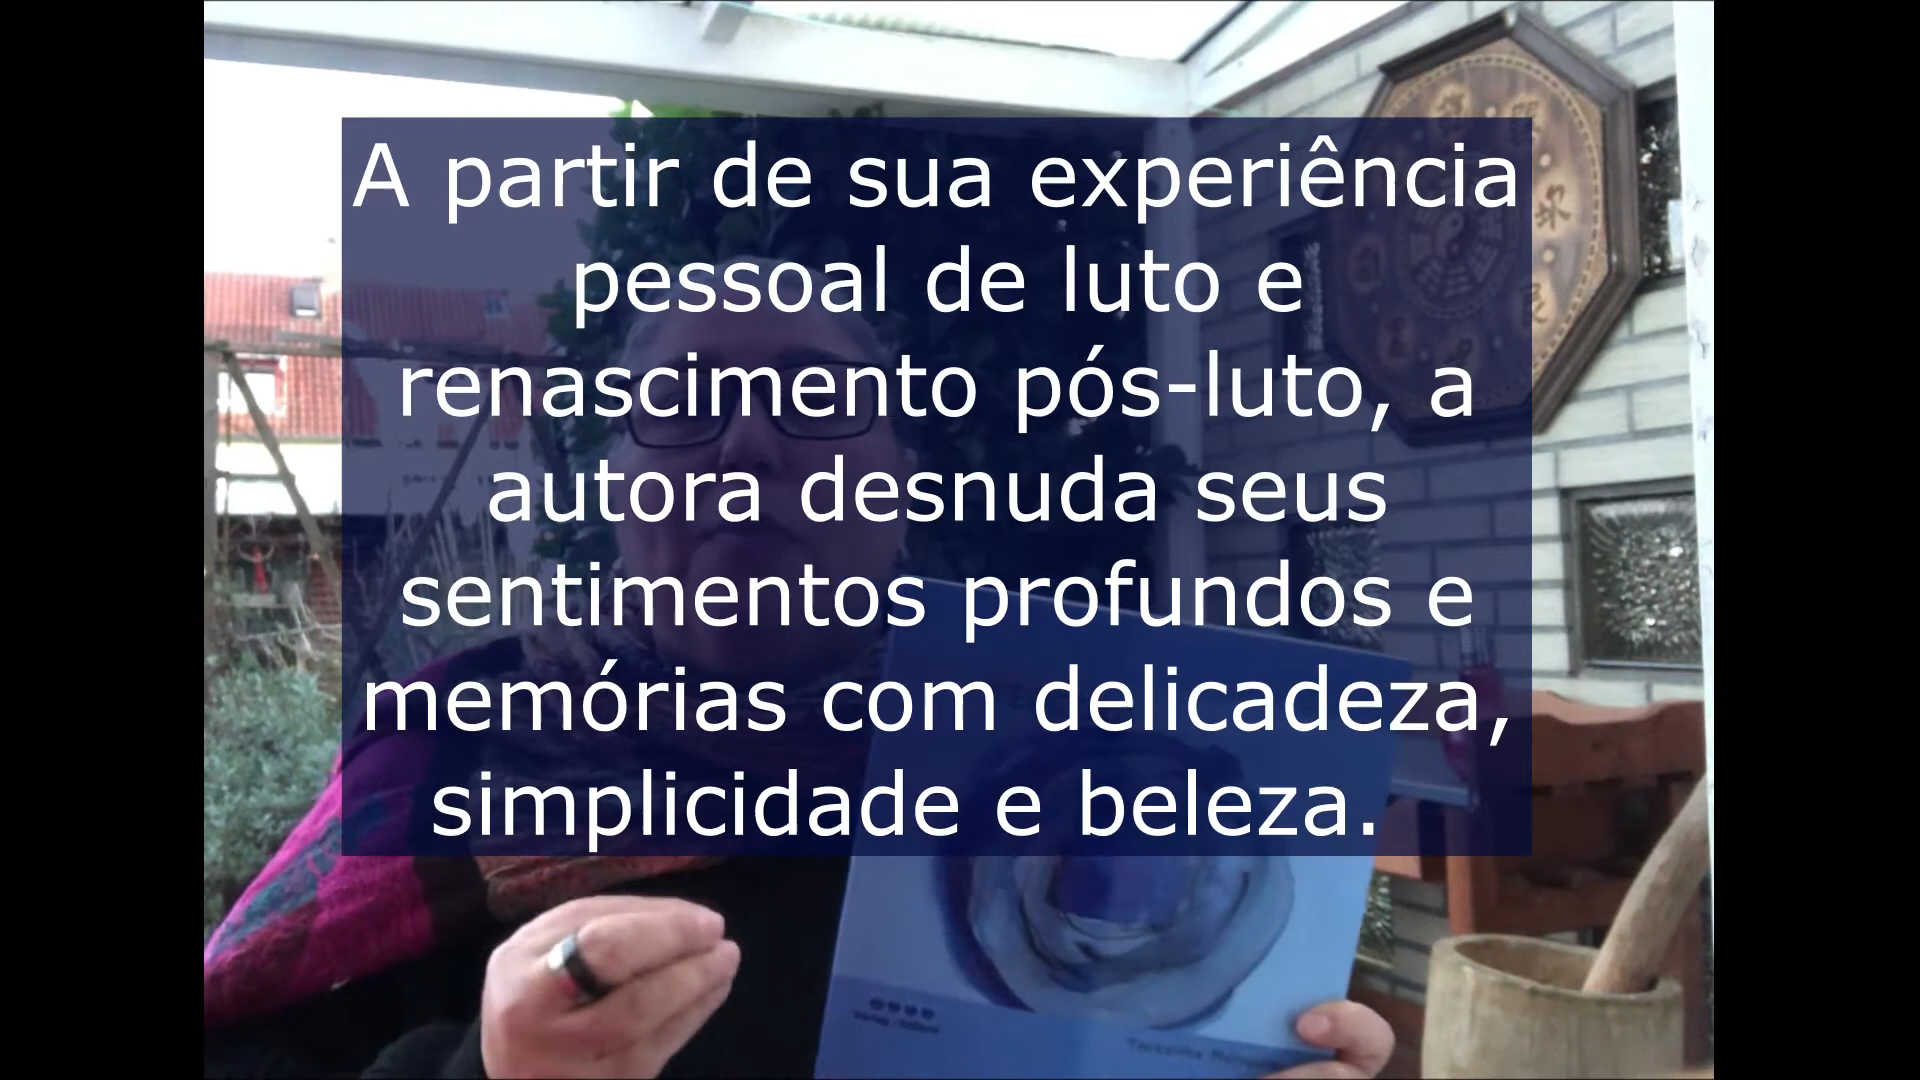 A partir de sua experiência
pessoal de luto e
renascimento pós-luto, a
autora desnuda seus
sentimentos profundos e
memórias com delicadeza,
simplicidade e beleza.